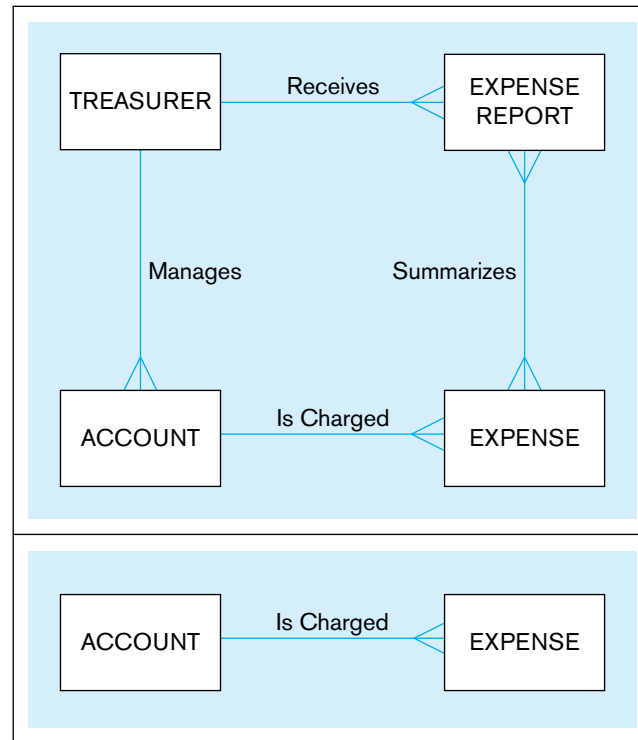 TREASURER
Receives
EXPENSE
REPORT
Manages
Summarizes
ACCOUNT
Is Charged
EXPENSE
ACCOUNT
Is Charged
EXPENSE